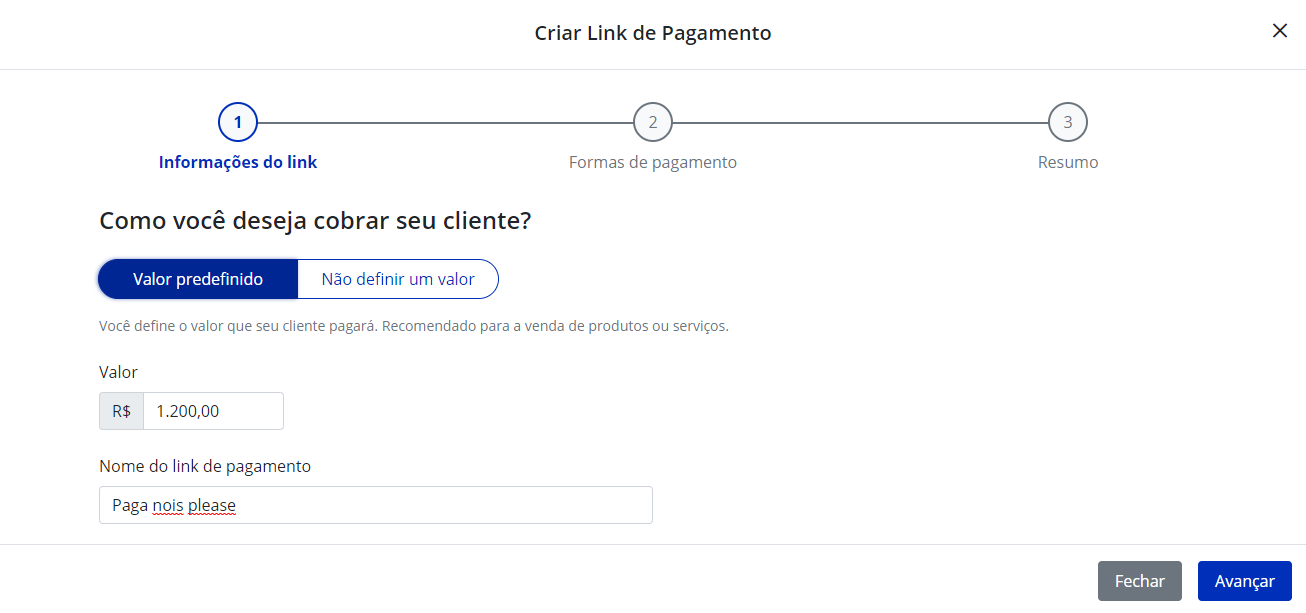 Criar Link de Pagamento
1
2
3
Informações do link
Formas de pagamento
Resumo
Como você deseja cobrar seu cliente?
Valor predefinido
Não definir um valor
Você define o valor que seu cliente pagará. Recomendado para a venda de produtos ou serviços.
Valor
R$ 1.200,00
Nome do link de pagamento
Paga nois please
Fechar
Avançar